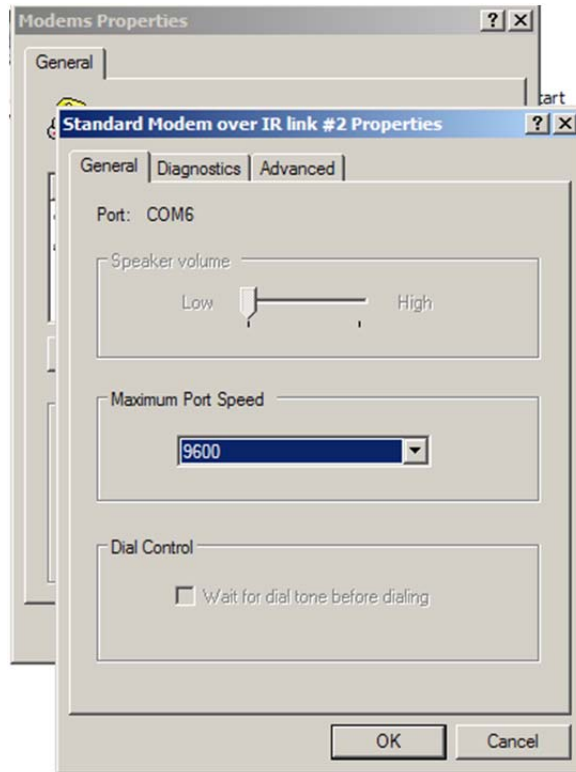 Modems Properties
General
tart
Standard Modem over IR link #2 Properties
General Diagnostics Advanced
Port: COM6
Speaker volume
Low High
Maximum Port Speed
9600
Dial Control
Wait for dial tone before dialing
OK Cancel